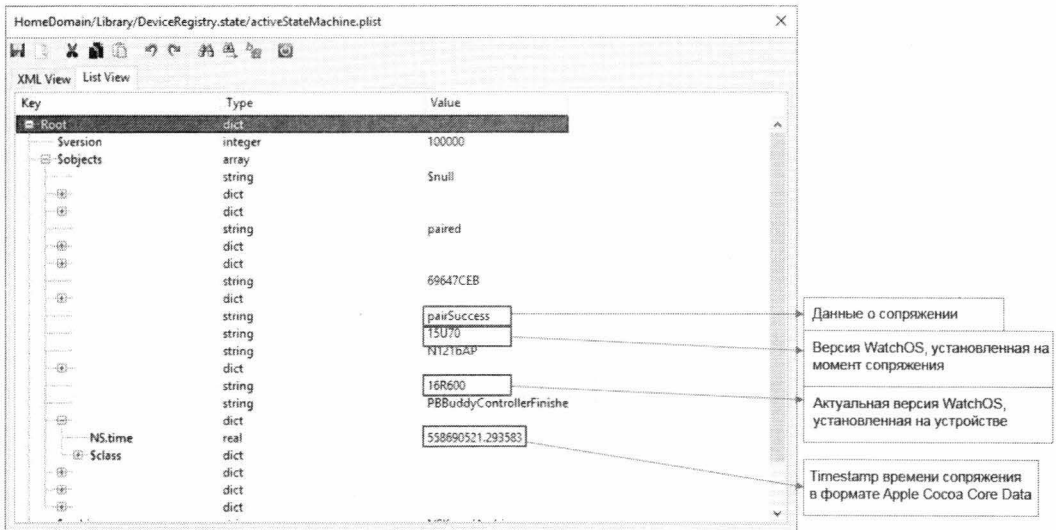 HomeDomain/Library/DeviceRegistry.state/activeStateMachine.plist
XML View List View
Key Type Value
Root dict
$version integer 100000
$objects array
string $null
dict
dict
string paired
dict
dict
string 69647CEB
dict
string pairSuccess
string 15U70
string N1216AP
dict
string 16R600
string PBBuddyControllerFinishe
dict
NS.time real 558690521.293583
$class dict
dict
dict
dict
Данные о сопряжении
Версия WatchOS, установленная на
момент сопряжения
Актуальная версия WatchOS,
установленная на устройстве
Timestamp времени сопряжения
в формате Apple Cocoa Core Data